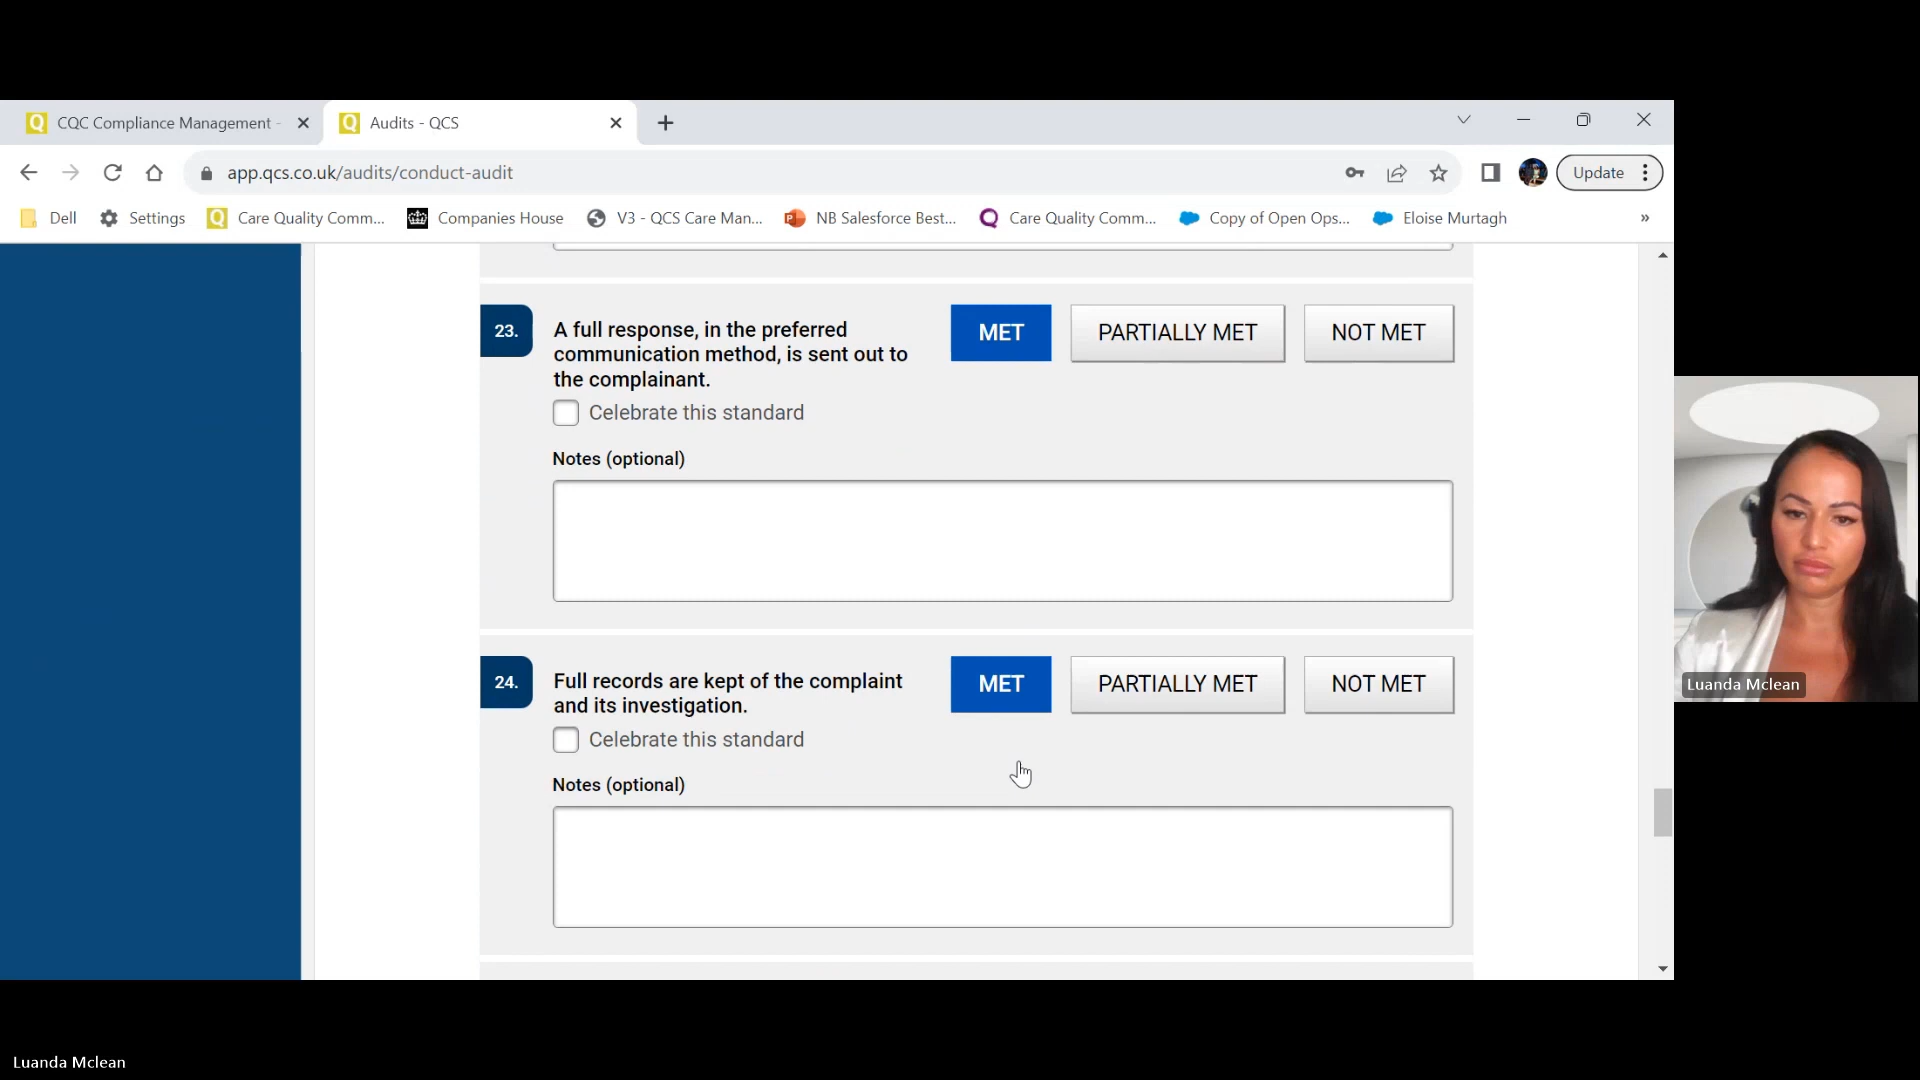 CQC Compliance Management -
Audits - QCS
app.qcs.co.uk/audits/conduct-audit
Update
Dell
Settings
Care Quality Comm...
Companies House
V3 - QCS Care Man...
NB Salesforce Best...
Care Quality Comm...
Copy of Open Ops...
Eloise Murtagh
»
23.
A full response, in the preferred
communication method, is sent out to
the complainant.
MET
PARTIALLY MET
NOT MET
Celebrate this standard
Notes (optional)
24.
Full records are kept of the complaint
and its investigation.
MET
PARTIALLY MET
NOT MET
Celebrate this standard
Notes (optional)
Luanda Mclean
Luanda Mclean